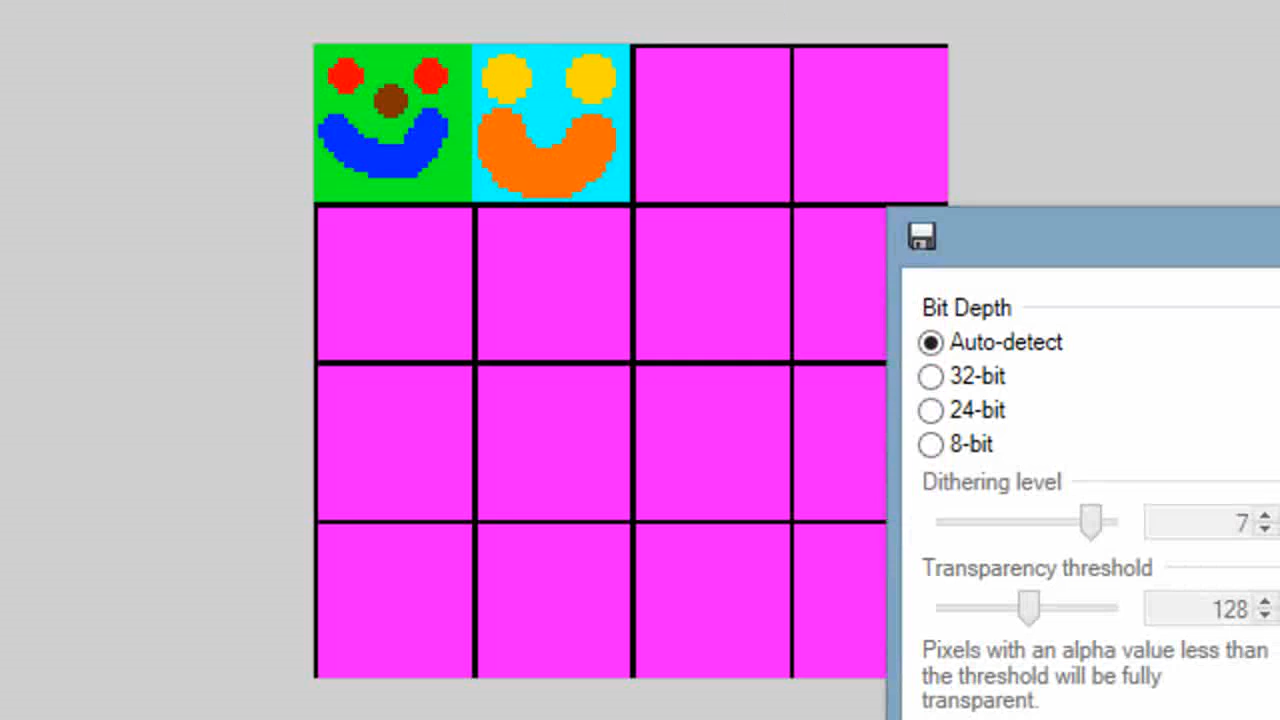 Bit Depth
Auto-detect
32-bit
24-bit
8-bit
Dithering level
7
Transparency threshold
128
Pixels with an alpha value less than
the threshold will be fully
transparent.